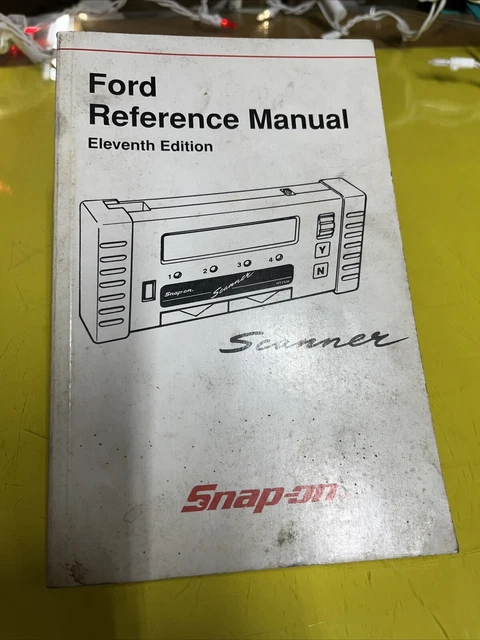 Ford
Reference Manual
Eleventh Edition
Y
1 2 3 4
N
Snap-on
Scanner
Scanner
Snap-on